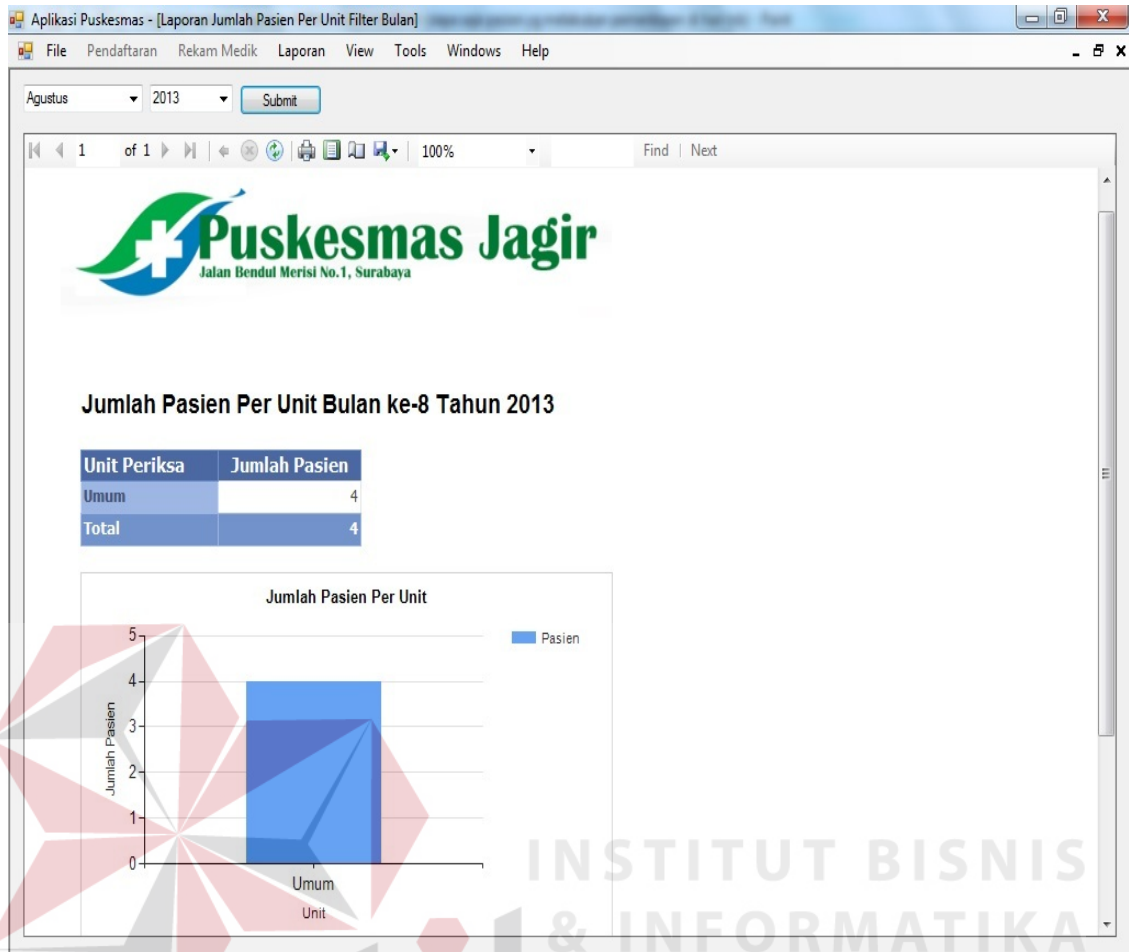 Aplikasi Puskesmas - [Laporan Jumlah Pasien Per Unit Filter Bulan]
File Pendaftaran Rekam Medik Laporan View Tools Windows Help
Agustus 2013 Submit
1 of 1 100% Find | Next
Puskesmas Jagir
Jalan Bendul Merisi No.1, Surabaya
Jumlah Pasien Per Unit Bulan ke-8 Tahun 2013
Unit Periksa Jumlah Pasien
Umum 4
Total 4
Jumlah Pasien Per Unit
Pasien
5
4
3
2
1
0
Jumlah Pasien
Umum
Unit
INSTITUT BISNIS
& INFORMATIKA